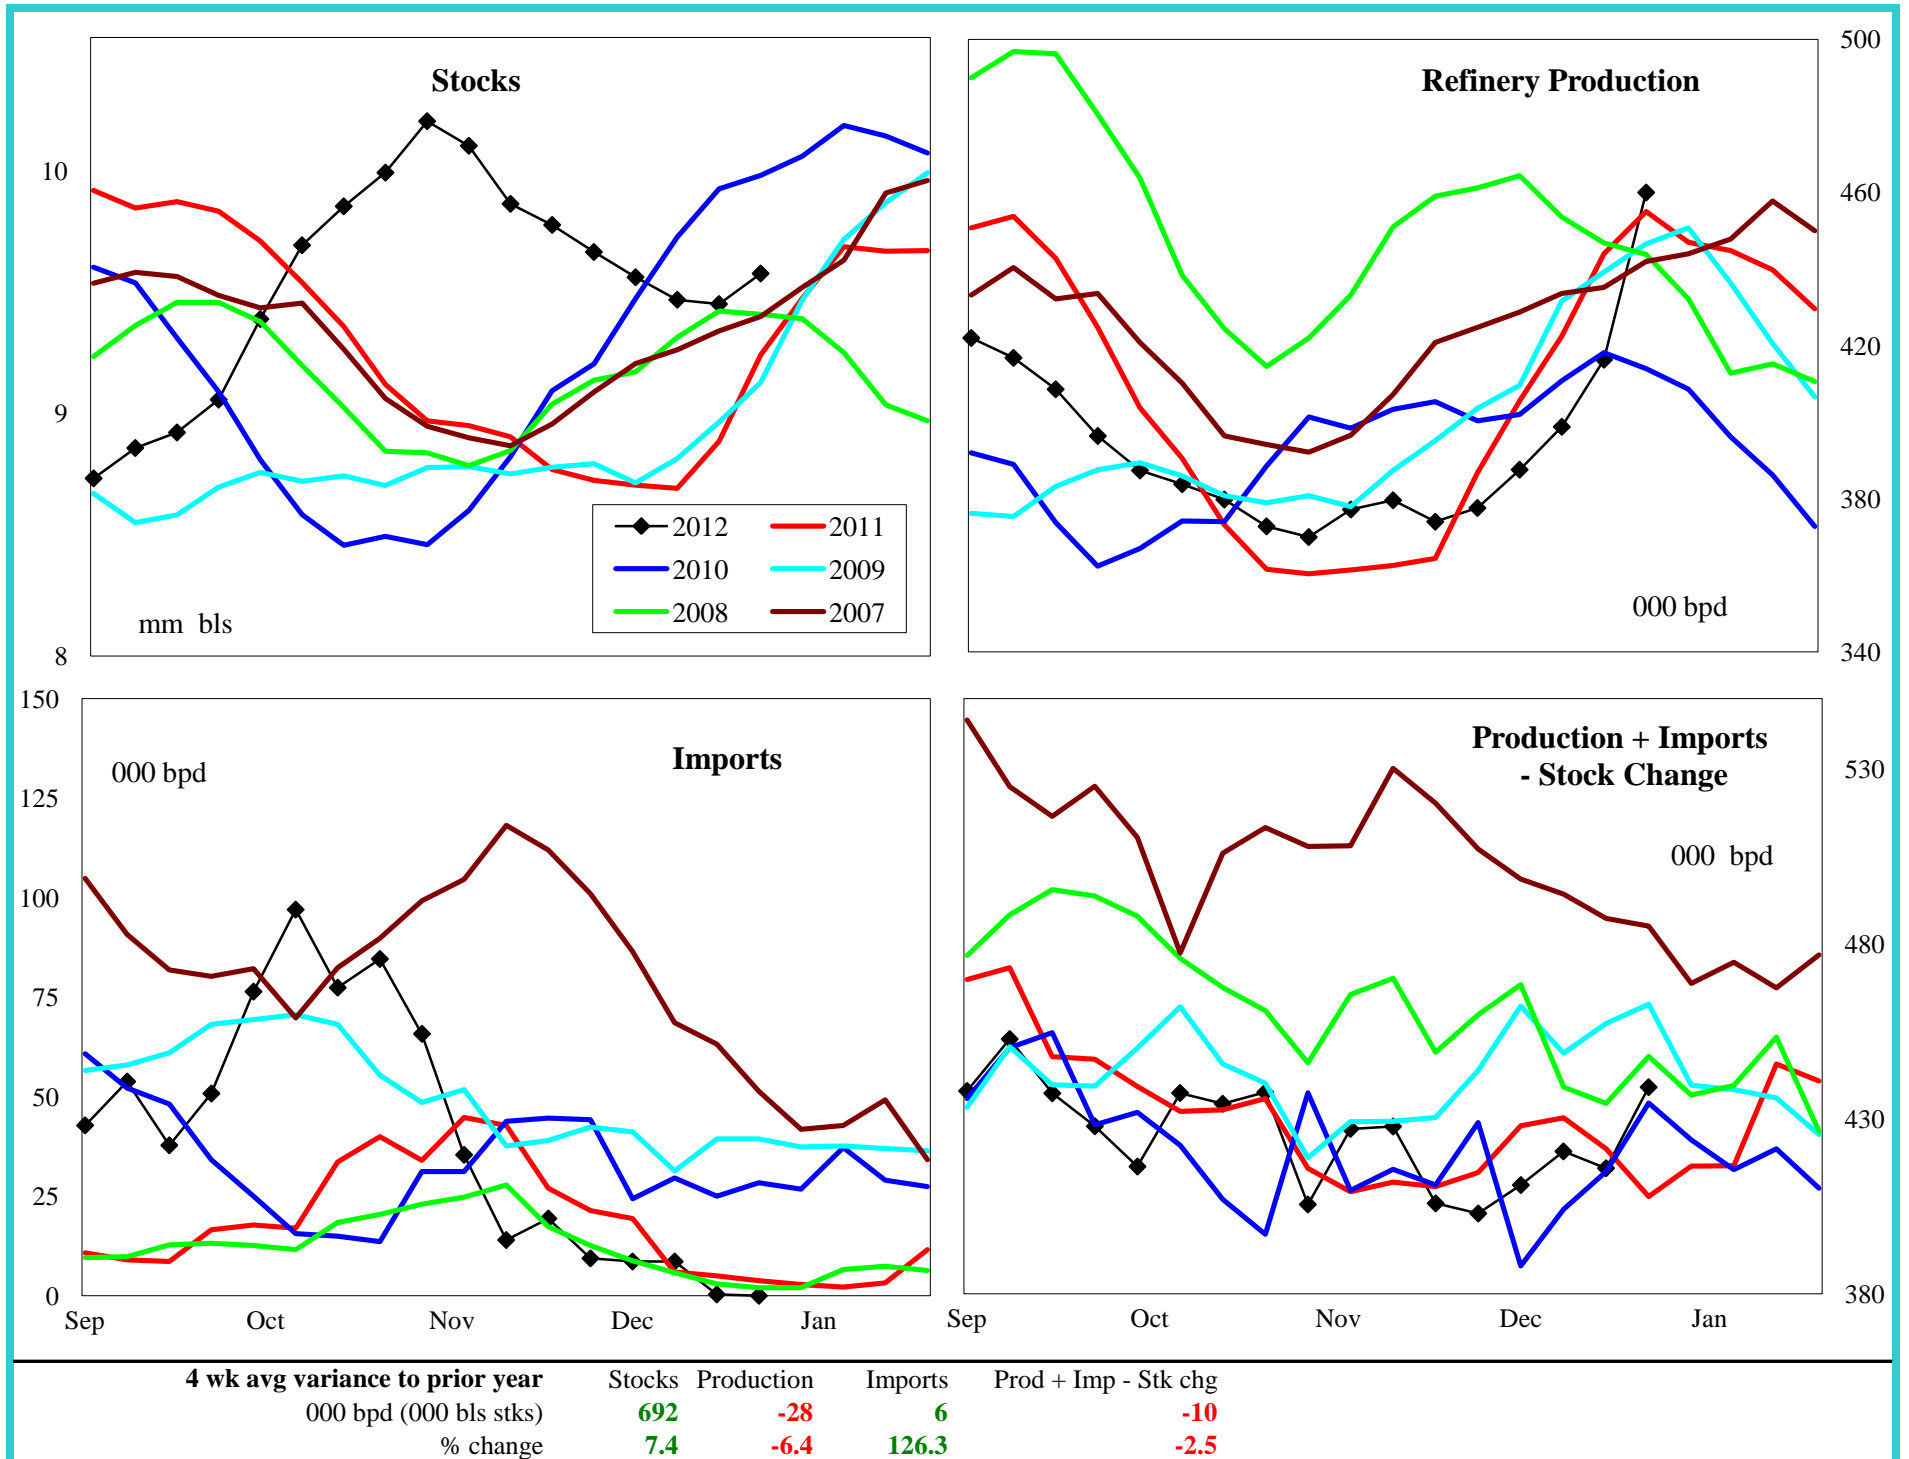 Stocks
10
9
8
mm bls
2012
2011
2010
2009
2008
2007
Refinery Production
500
460
420
380
340
000 bpd
Imports
000 bpd
150
125
100
75
50
25
0
Sep Oct Nov Dec Jan
Production + Imports
- Stock Change
000 bpd
530
480
430
380
Sep Oct Nov Dec Jan
4 wk avg variance to prior year Stocks Production Imports Prod + Imp - Stk chg
000 bpd (000 bls stks) 692 -28 6 -10
% change 7.4 -6.4 126.3 -2.5